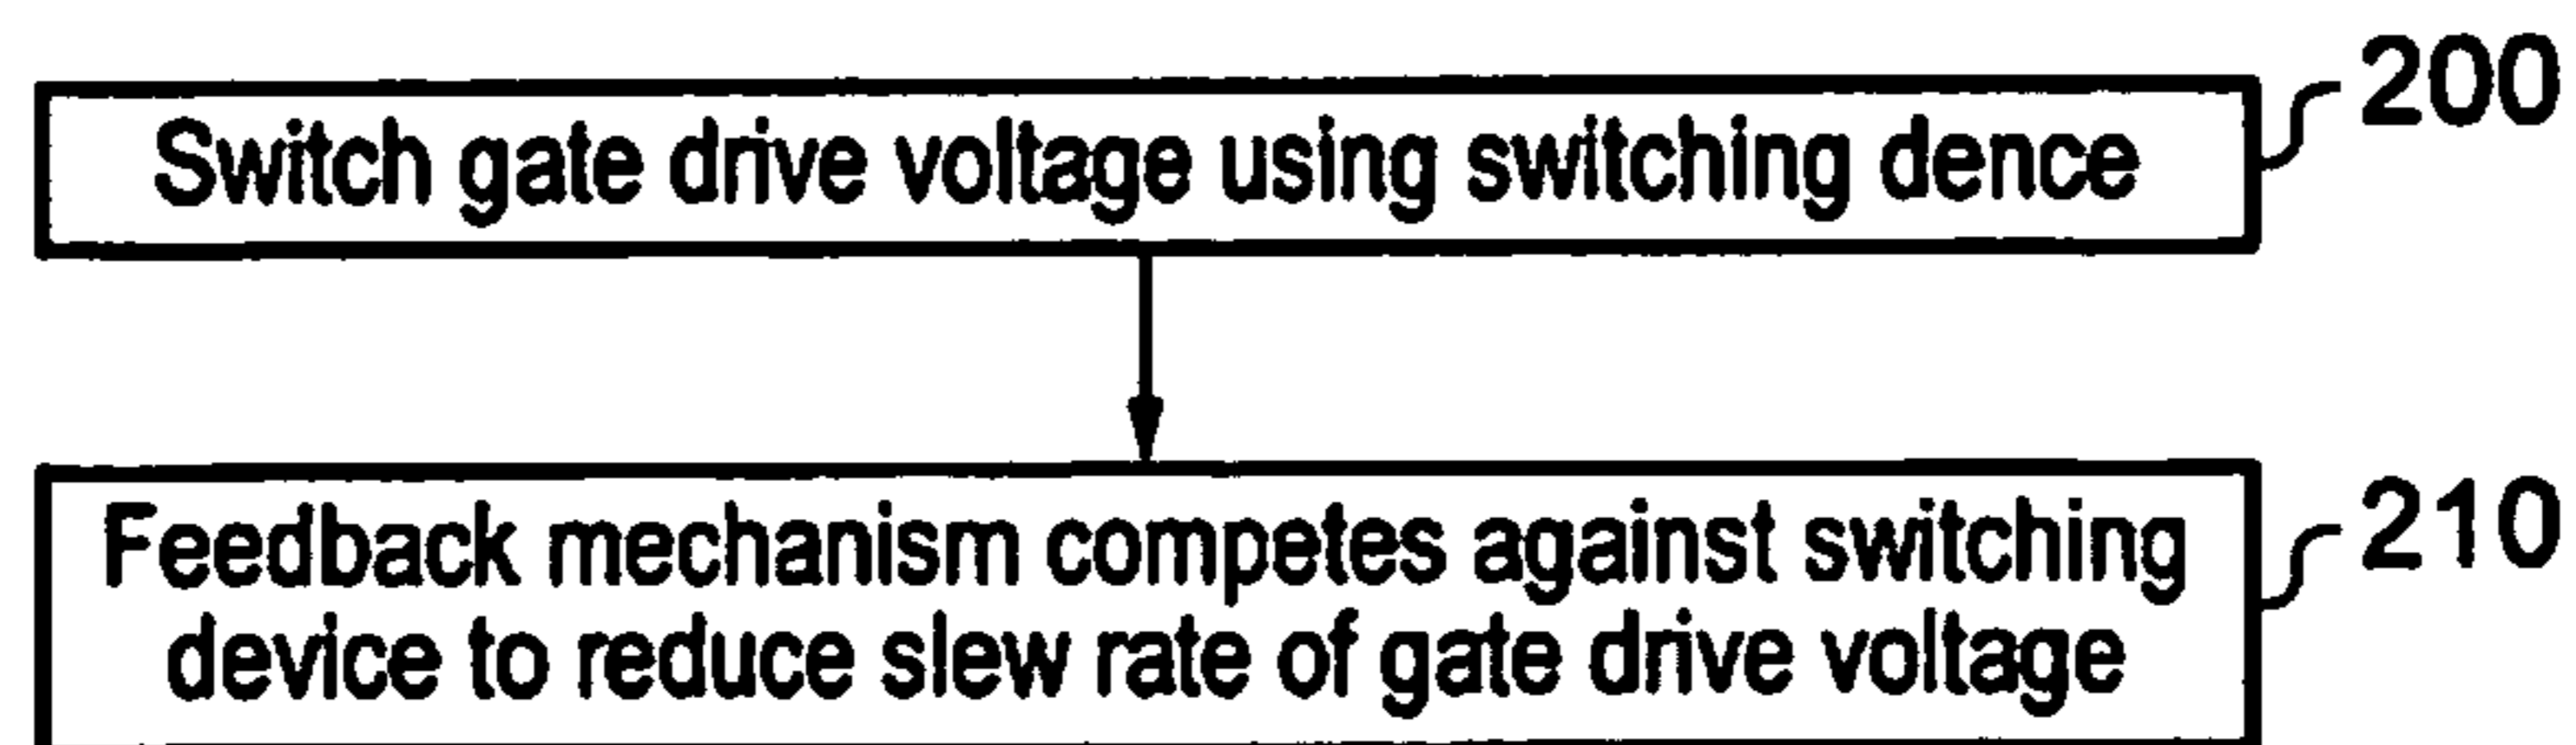 Switch gate drive voltage using switching dence
200
Feedback mechanism competes against switching
device to reduce slew rate of gate drive voltage
210